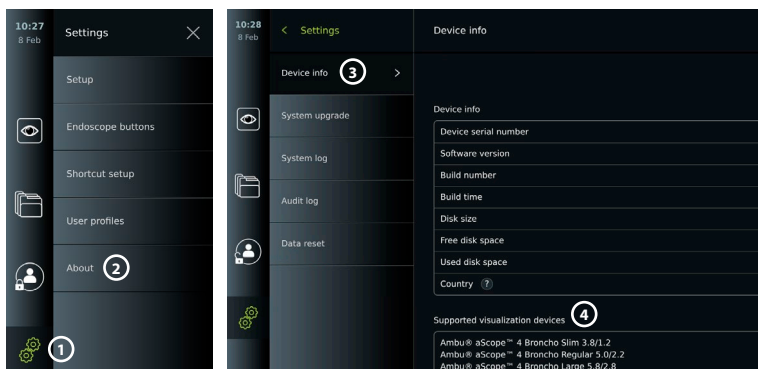 10:27
8 Feb
Settings
Setup
Endoscope buttons
Shortcut setup
User profiles
About 2
1
10:28
8 Feb
< Settings
Device info 3 >
System upgrade
System log
Audit log
Data reset
Device info
Device info
Device serial number
Software version
Build number
Build time
Disk size
Free disk space
Used disk space
Country ?
Supported visualization devices 4
Ambu® aScope™ 4 Broncho Slim 3.8/1.2
Ambu® aScope™ 4 Broncho Regular 5.0/2.2
Ambu® aScope™ 4 Broncho Large 5.8/2.8